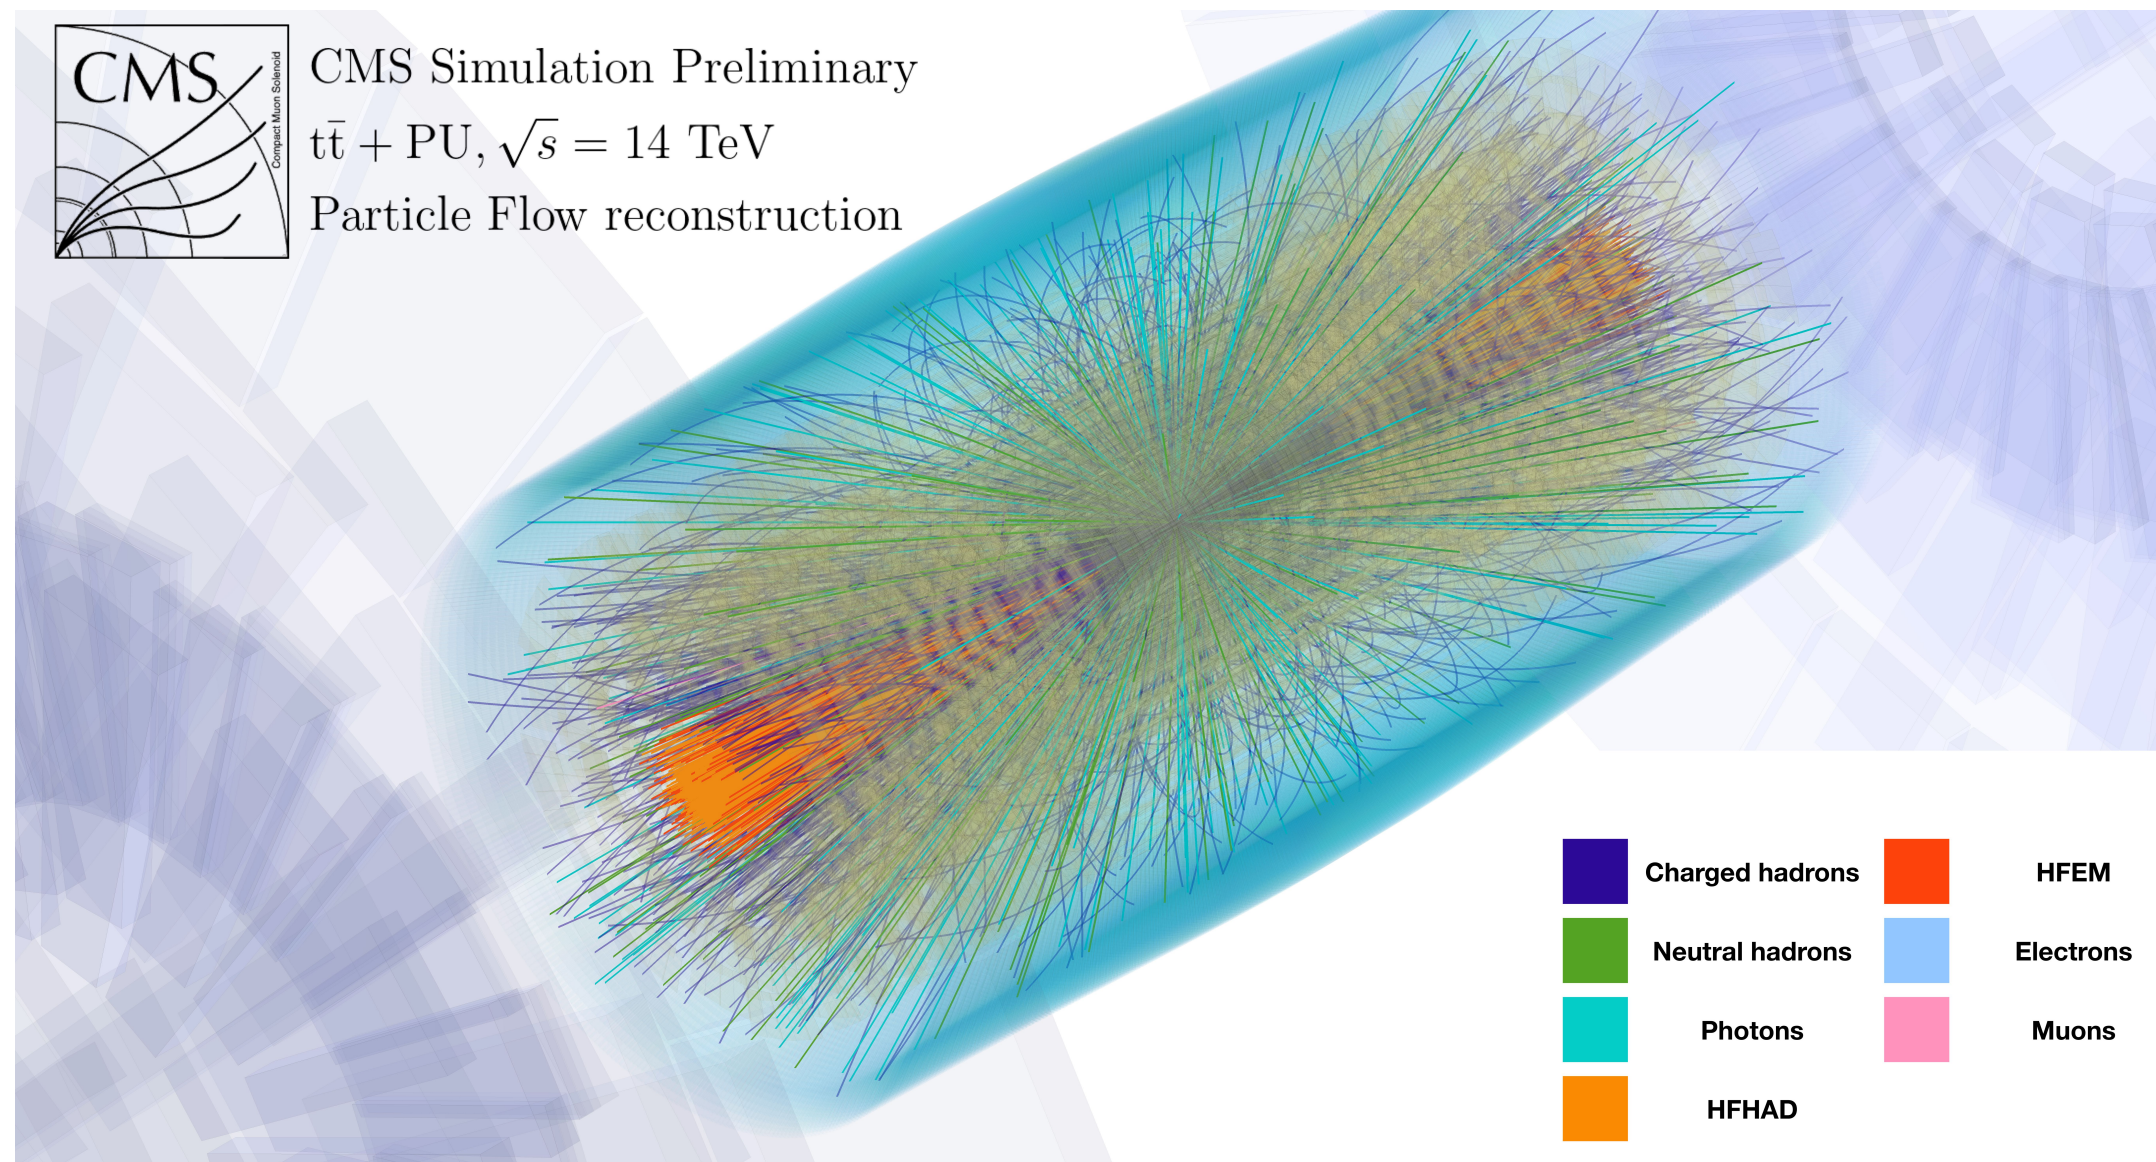 CMS
Compact Muon Solenoid
CMS Simulation Preliminary
tt̄ + PU, √s = 14 TeV
Particle Flow reconstruction
Charged hadrons
HFEM
Neutral hadrons
Electrons
Photons
Muons
HFHAD